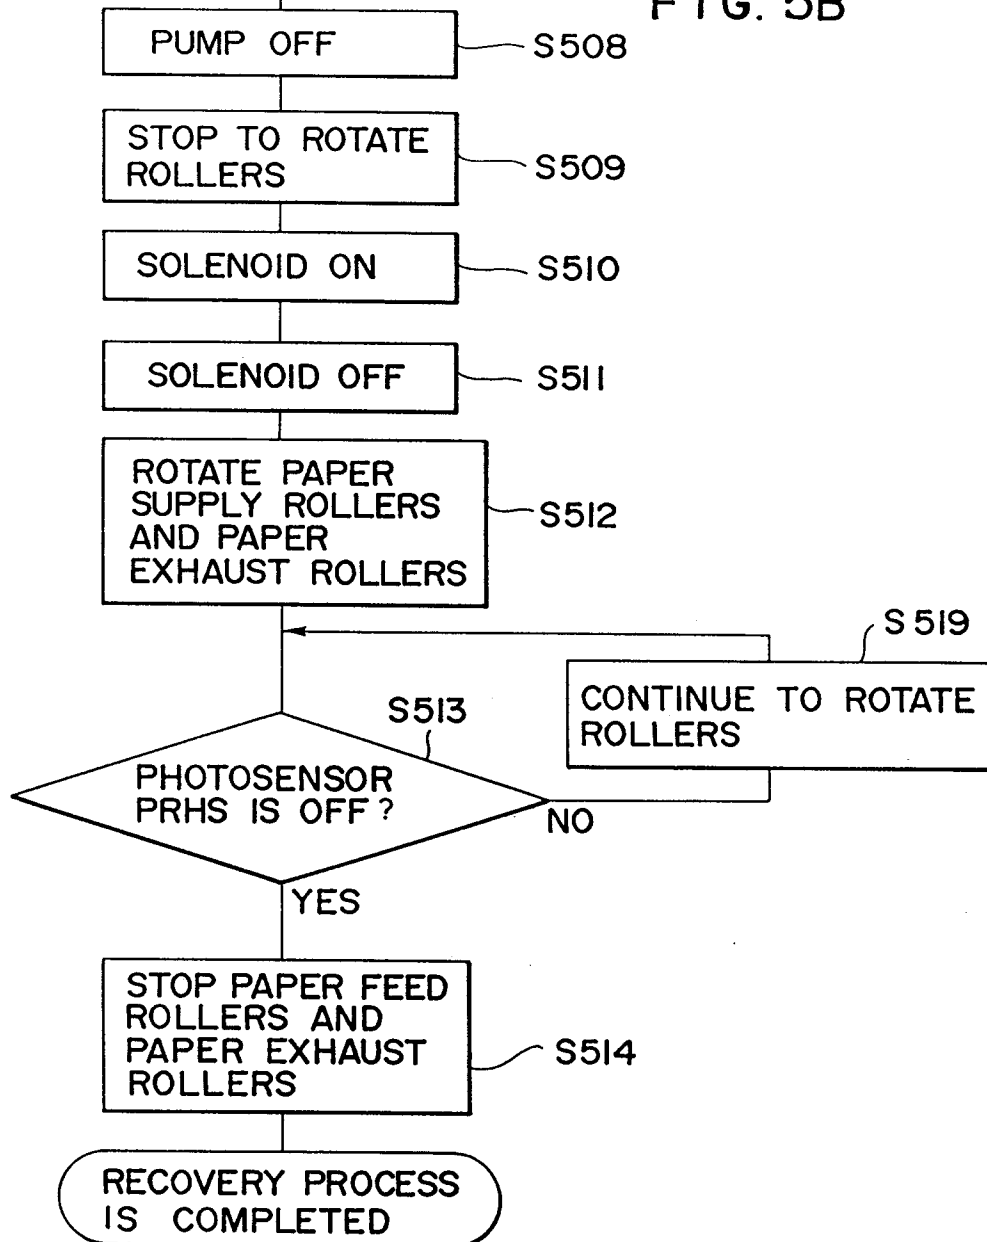 FIG. 5B
PUMP OFF
S508
STOP TO ROTATE
ROLLERS
S509
SOLENOID ON
S510
SOLENOID OFF
S511
ROTATE PAPER
SUPPLY ROLLERS
AND PAPER
EXHAUST ROLLERS
S512
S519
CONTINUE TO ROTATE
ROLLERS
S513
PHOTOSENSOR
PRHS IS OFF?
NO
YES
STOP PAPER FEED
ROLLERS AND
PAPER EXHAUST
ROLLERS
S514
RECOVERY PROCESS
IS COMPLETED